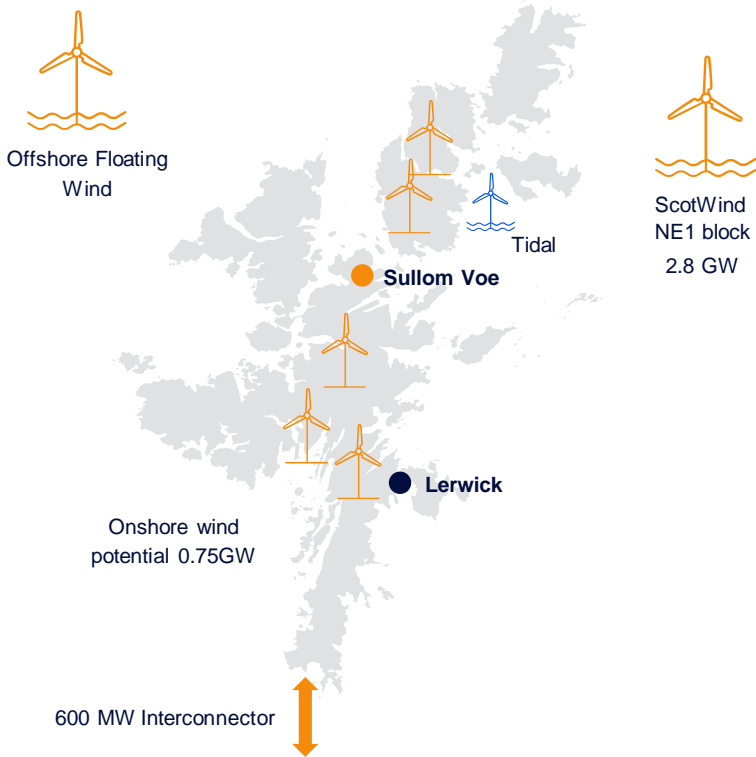 Offshore Floating
Wind
ScotWind
NE1 block
2.8 GW
Tidal
Sullom Voe
Lerwick
Onshore wind
potential 0.75GW
600 MW Interconnector